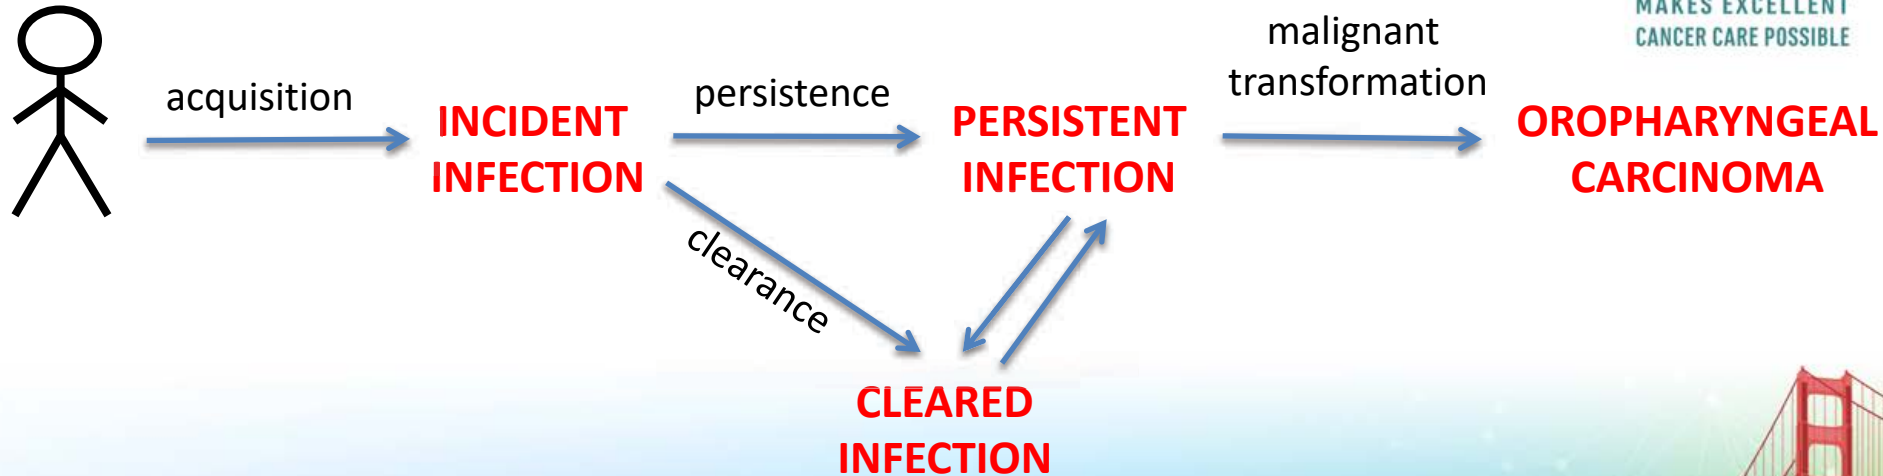 MAKES EXCELLENT
CANCER CARE POSSIBLE
acquisition
INCIDENT
INFECTION
persistence
clearance
PERSISTENT
INFECTION
malignant
transformation
OROPHARYNGEAL
CARCINOMA
CLEARED
INFECTION